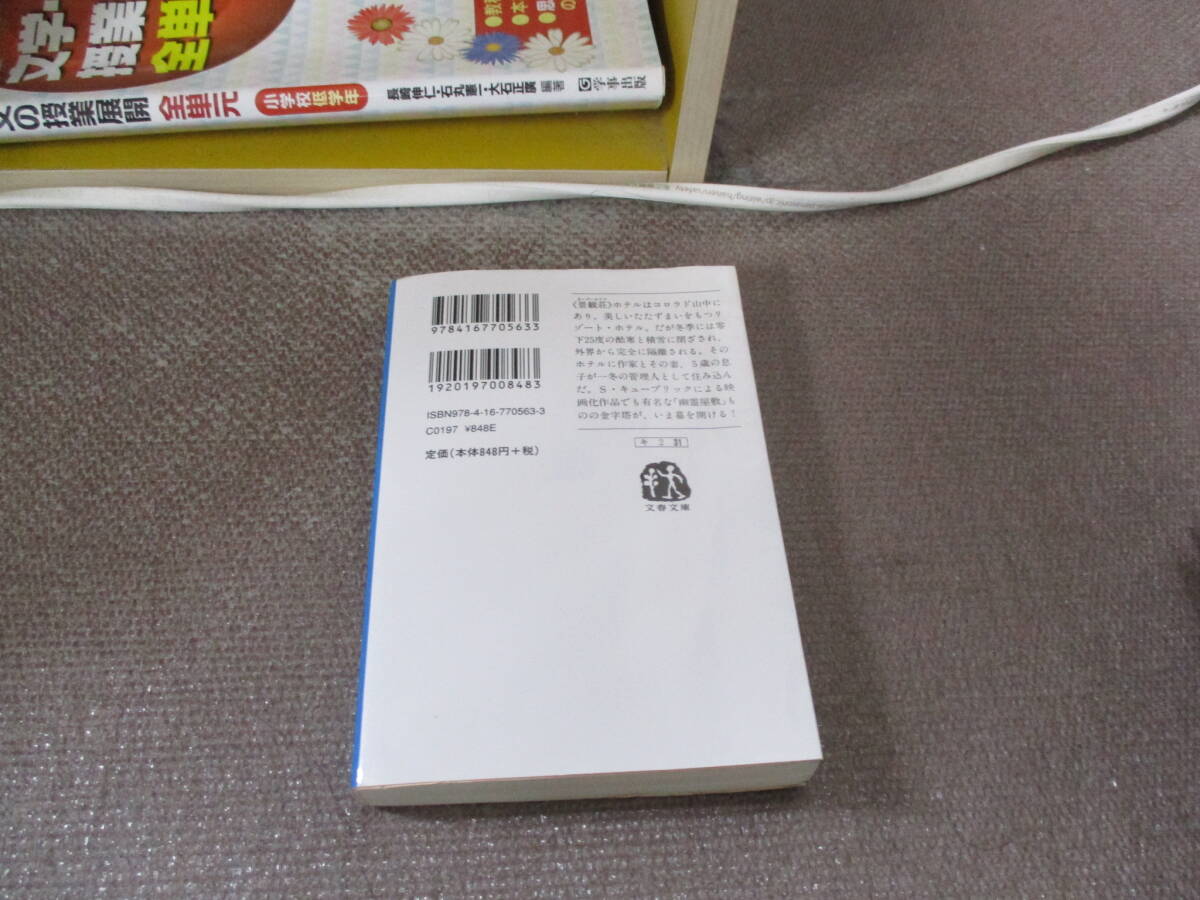 文学
授業
全単
●教
●本
●思
の
文の授業展開 全単元 小学校低学年 長崎伸仁・石丸憲一・大石正廣 編著 学事出版
9784167705633
1920197008483
ISBN978-4-16-770563-3
C0197 ¥848E
定価(本体848円+税)
《景観荘》ホテルはコロラド山中に
あり、美しいたたずまいをもつリ
ゾート・ホテル。だが冬季には零
下25度の酷寒と積雪に閉ざされ、
外界から完全に隔離される。その
ホテルに作家とその妻、5歳の息
子が一冬の管理人として住み込ん
だ。S・キューブリックによる映
画化作品でも有名な「幽霊屋敷」も
のの金字塔が、いま幕を開ける!
文春文庫